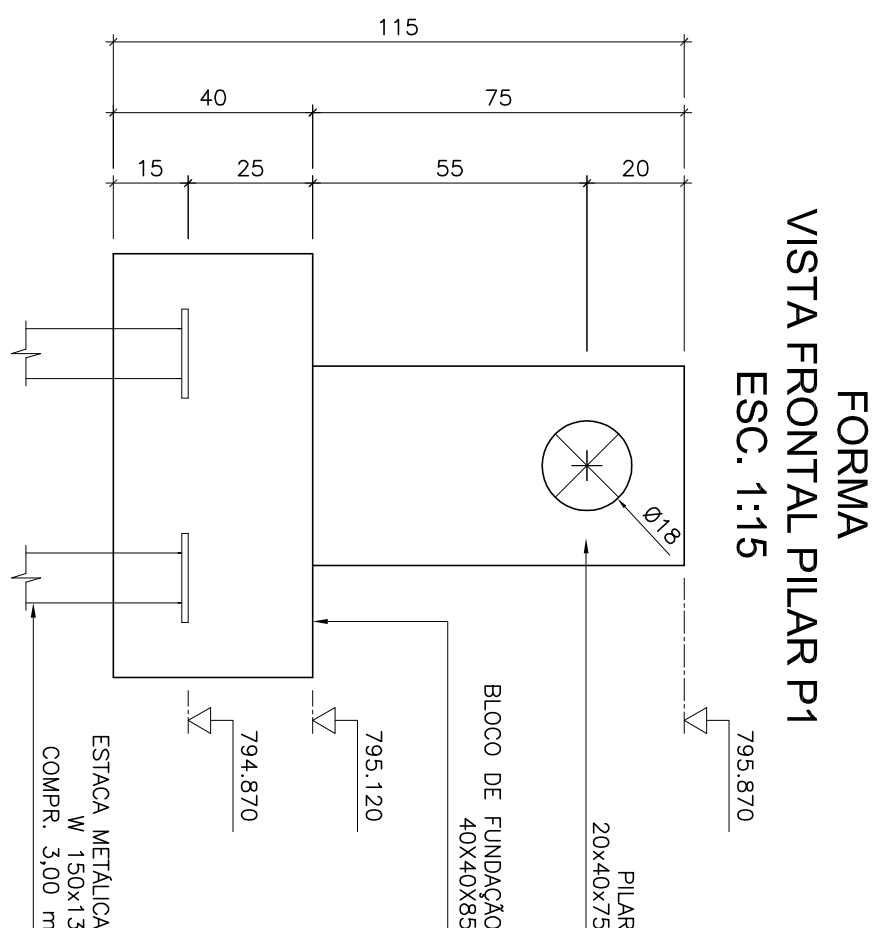 FORMA
VISTA FRONTAL PILAR P1
ESC. 1:15
115
40
75
15
25
55
20
Ø18
795.870
795.120
794.870
PILAR
20x40x75
BLOCO DE FUNDAÇÃO
40X40X85
ESTACA METÁLICA
W 150x13
COMPR. 3,00 m